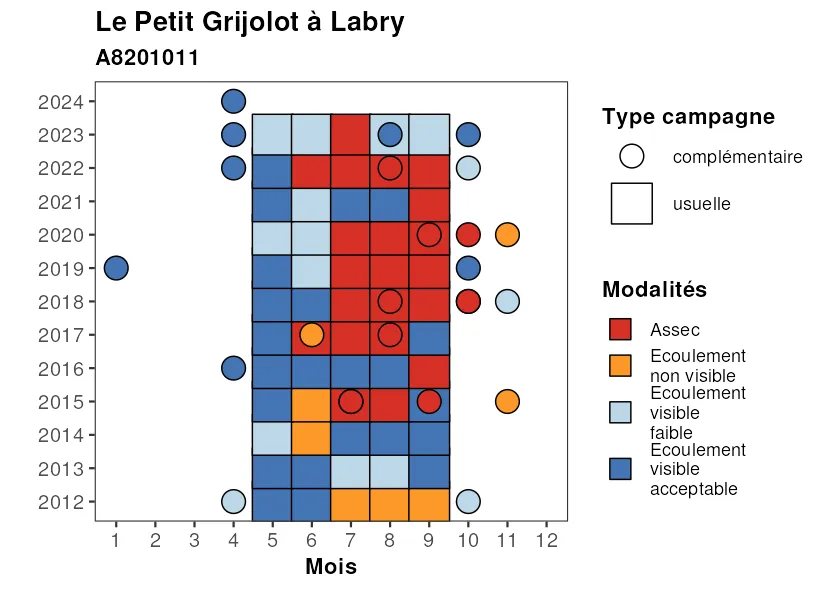 Le Petit Grijolot à Labry
A8201011
2024
2023
2022
2021
2020
2019
2018
2017
2016
2015
2014
2013
2012
1 2 3 4 5 6 7 8 9 10 11 12
Mois
Type campagne
complémentaire
usuelle
Modalités
Assec
Ecoulement
non visible
Ecoulement
visible
faible
Ecoulement
visible
acceptable